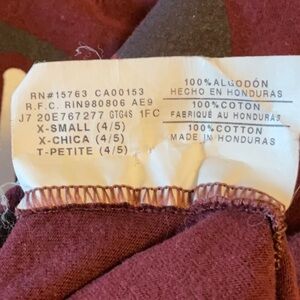 RN#15763 CA00153
R.F.C. RIN980806 AE9
J7 20E767277 GTG4S 1FC
X-SMALL (4/5)
X-CHICA (4/5)
T-PETITE (4/5)
100% ALGODÓN
HECHO EN HONDURAS
100% COTON
FABRIQUÉ AU HONDURAS
100% COTTON
MADE IN HONDURAS